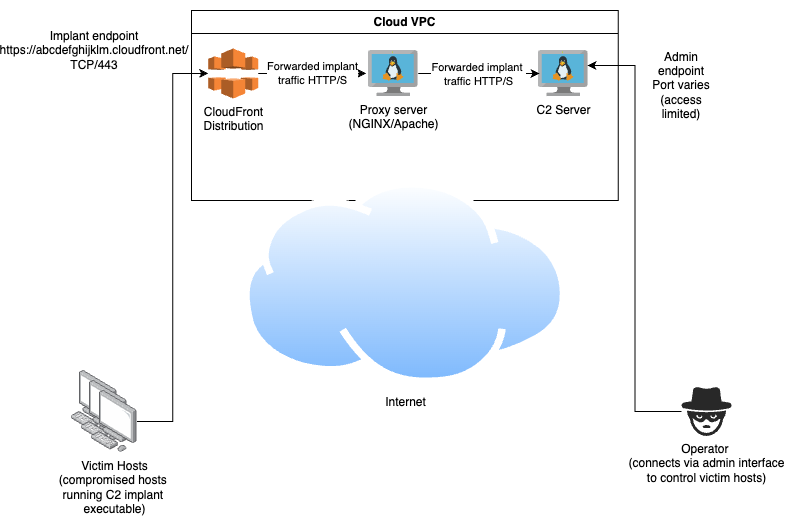 Cloud VPC
Implant endpoint
https://abcdefghijklm.cloudfront.net/
TCP/443
Forwarded implant
traffic HTTP/S
Forwarded implant
traffic HTTP/S
CloudFront
Distribution
Proxy server
(NGINX/Apache)
C2 Server
Admin
endpoint
Port varies
(access
limited)
Internet
Victim Hosts
(compromised hosts
running C2 implant
executable)
Operator
(connects via admin interface
to control victim hosts)